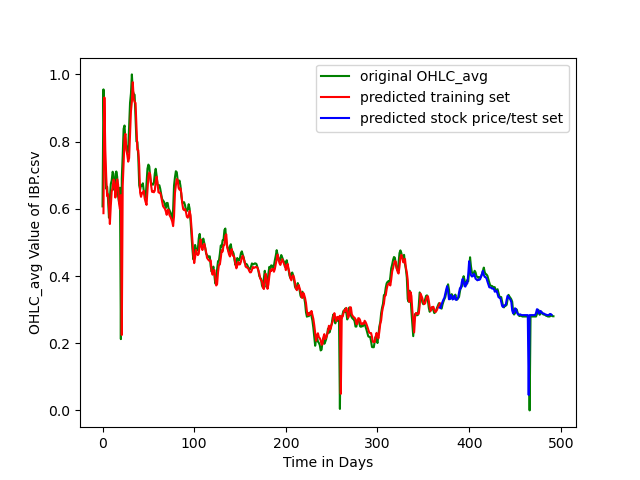 original OHLC_avg
predicted training set
predicted stock price/test set
OHLC_avg Value of IBP.csv
1.0
0.8
0.6
0.4
0.2
0.0
0 100 200 300 400 500
Time in Days